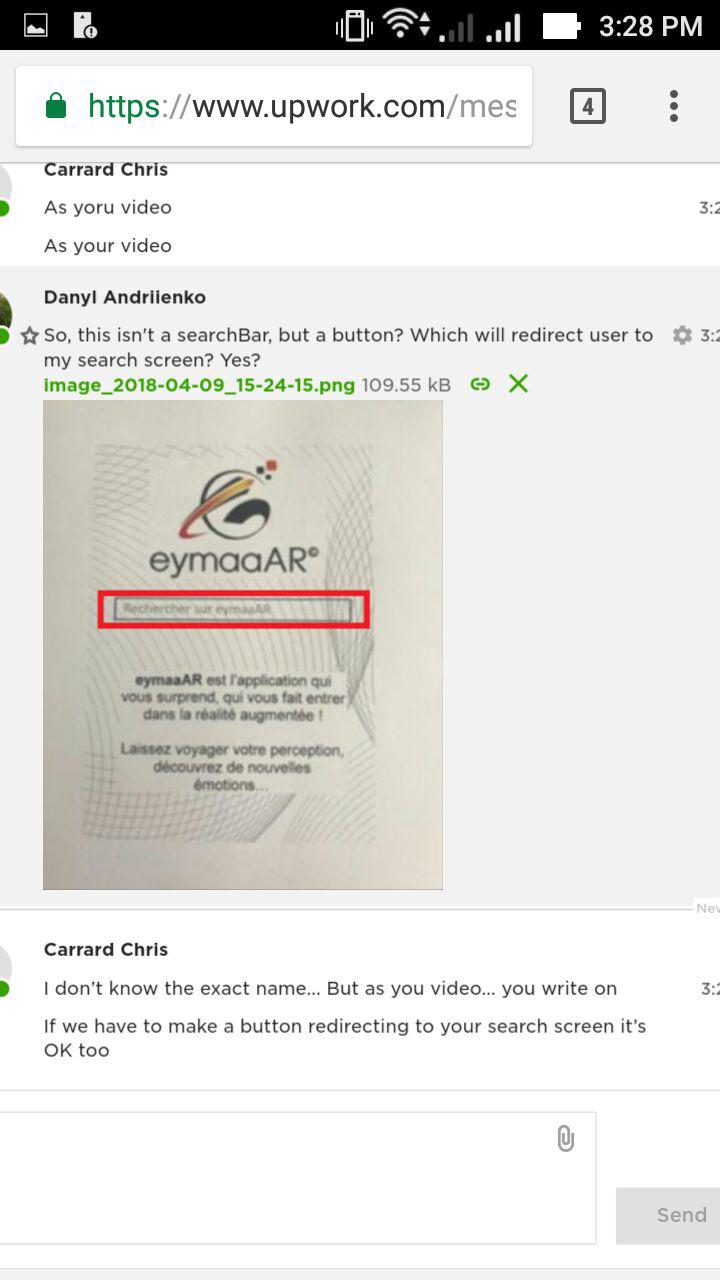 3:28 PM
https://www.upwork.com/mes
4
Carrard Chris
As yoru video
3:2
As your video
Danyl Andriienko
So, this isn't a searchBar, but a button? Which will redirect user to
3:2
my search screen? Yes?
image_2018-04-09_15-24-15.png 109.55 kB
eymaaAR©
Rechercher sur eymaaAR
eymaaAR est l'application qui
vous surprend, qui vous fait entrer
dans la réalité augmentée !
Laissez voyager votre perception,
découvrez de nouvelles
émotions...
New
Carrard Chris
I don't know the exact name... But as you video... you write on
3:2
If we have to make a button redirecting to your search screen it's
OK too
Send